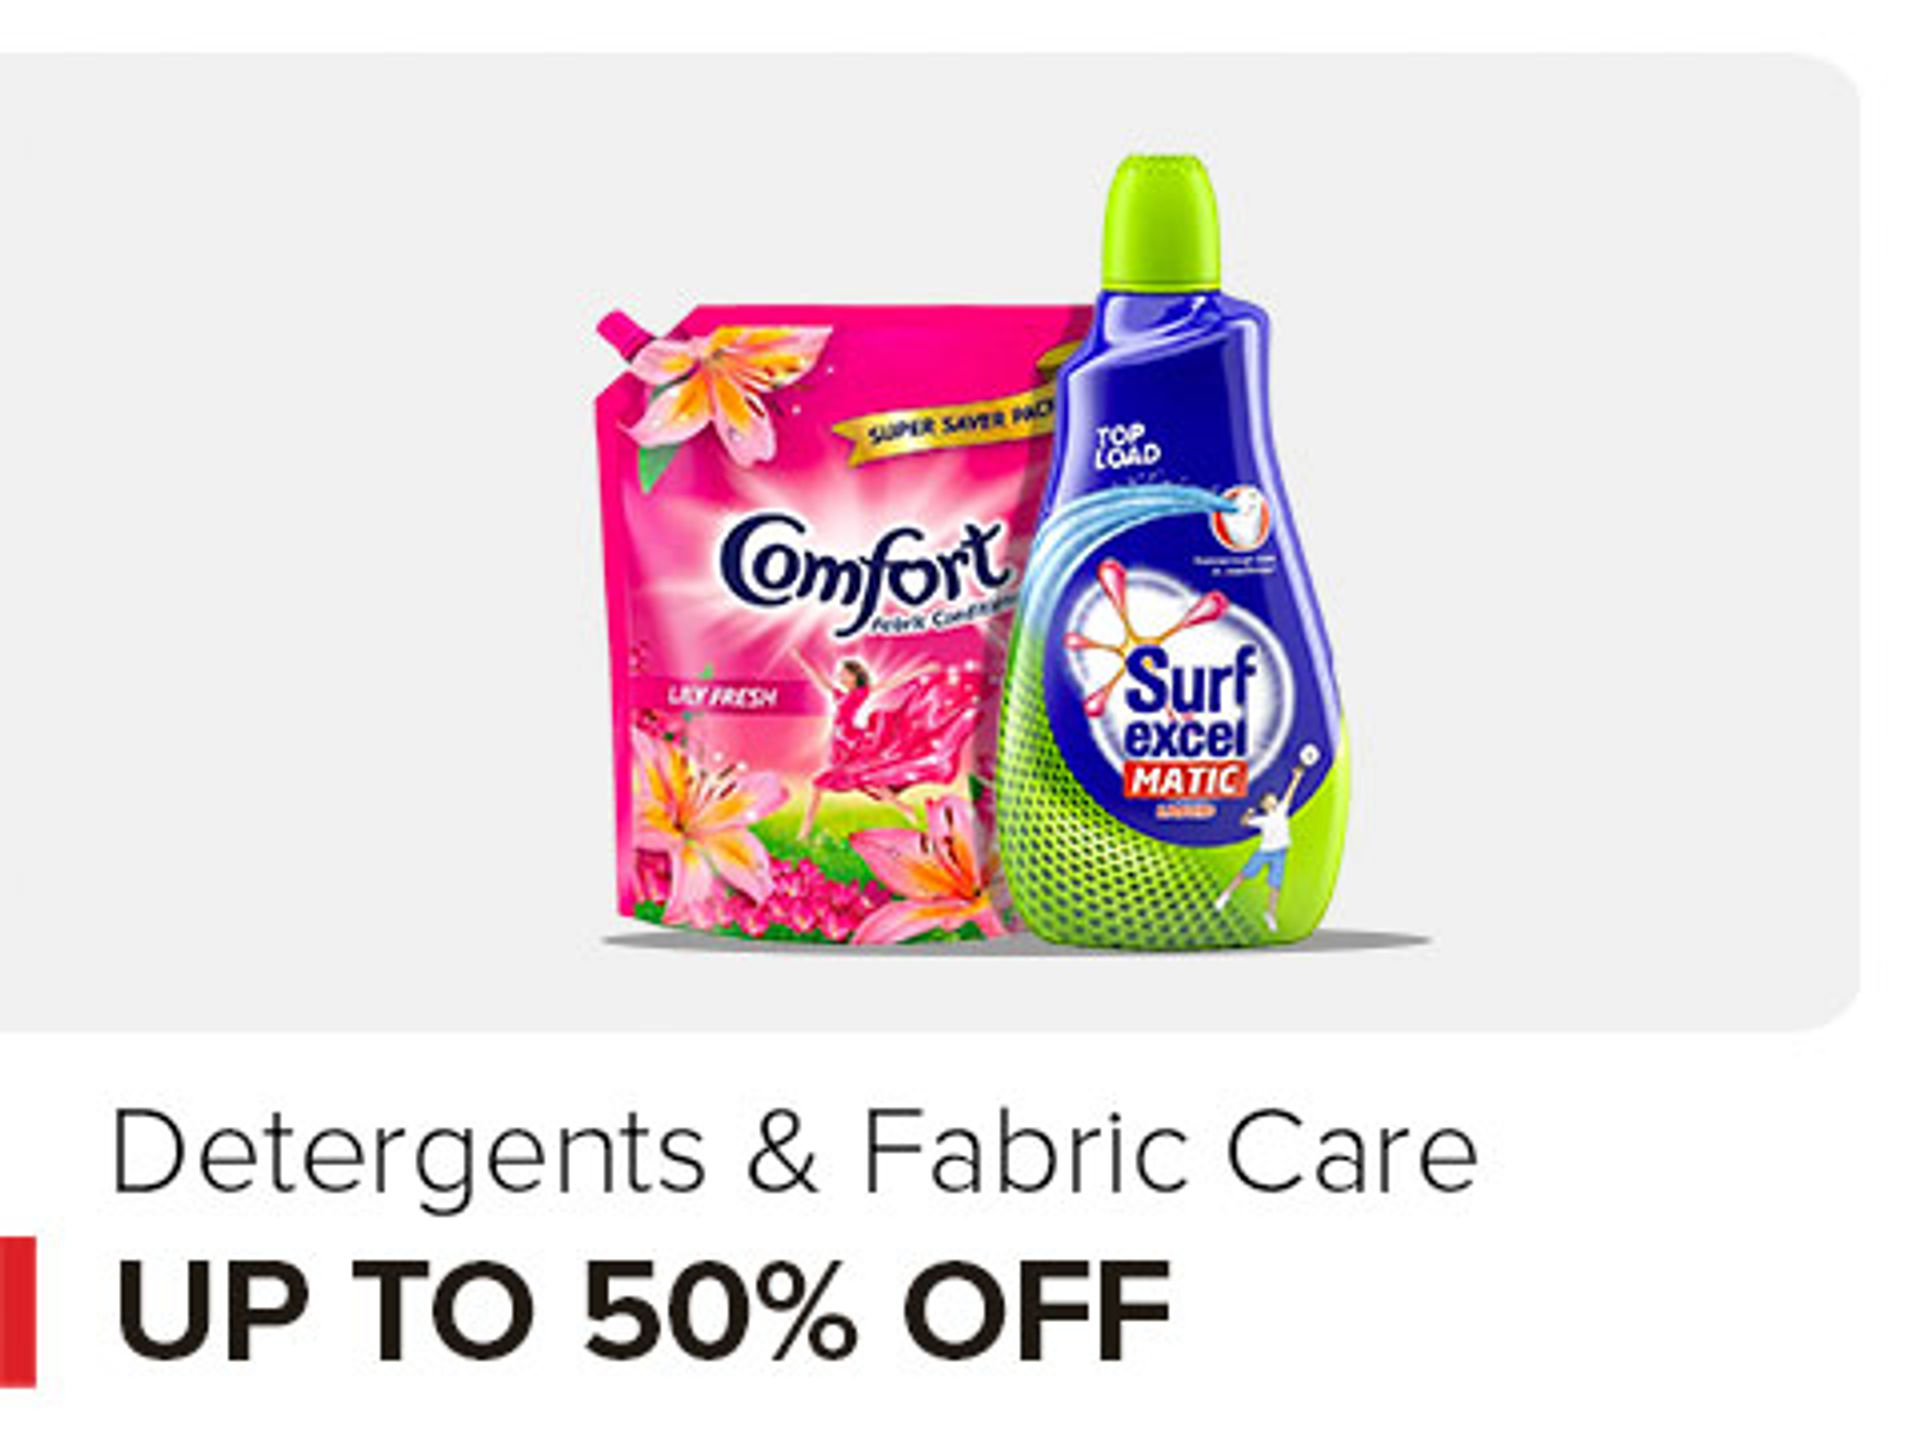 SUPER SAVER PACK
Comfort
Fabric Conditioner
LILY FRESH
TOP
LOAD
Surf
excel
MATIC
LIQUID
Detergents & Fabric Care
UP TO 50% OFF